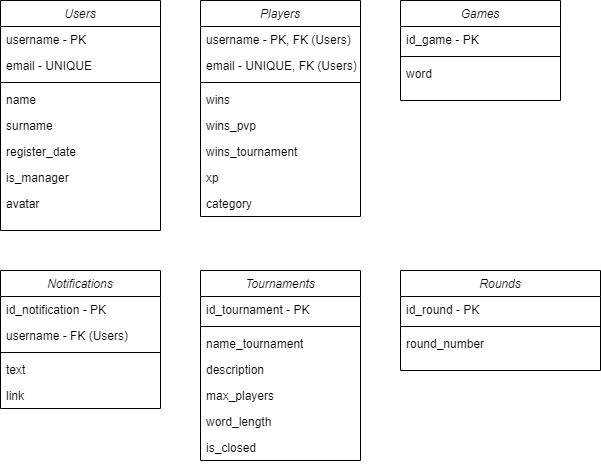 Users
username - PK
email - UNIQUE
name
surname
register_date
is_manager
avatar
Players
username - PK, FK (Users)
email - UNIQUE, FK (Users)
wins
wins_pvp
wins_tournament
xp
category
Games
id_game - PK
word
Notifications
id_notification - PK
username - FK (Users)
text
link
Tournaments
id_tournament - PK
name_tournament
description
max_players
word_length
is_closed
Rounds
id_round - PK
round_number